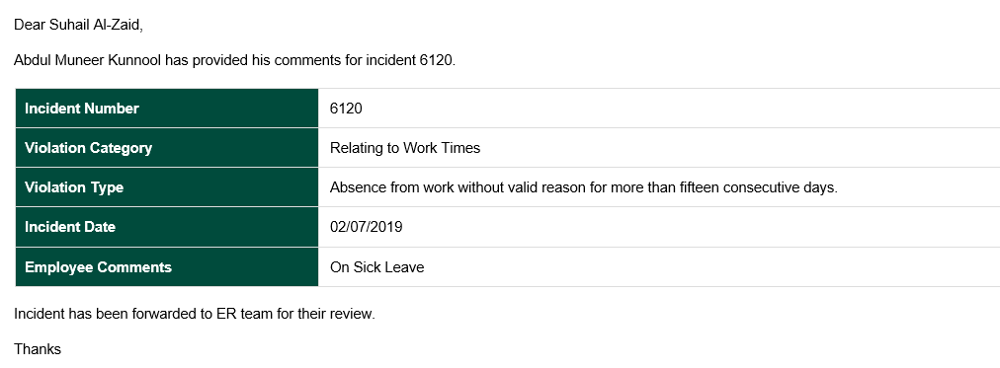 Dear Suhail Al-Zaid,
Abdul Muneer Kunnool has provided his comments for incident 6120.
Incident Number 6120
Violation Category Relating to Work Times
Violation Type Absence from work without valid reason for more than fifteen consecutive days.
Incident Date 02/07/2019
Employee Comments On Sick Leave
Incident has been forwarded to ER team for their review.
Thanks